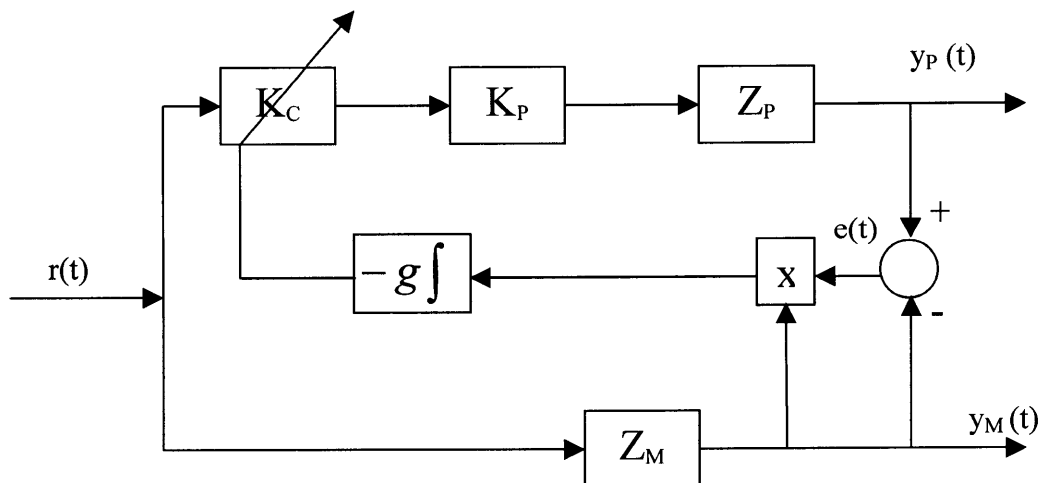 y_P (t)
K_C
K_P
Z_P
+
e(t)
r(t)
- g∫
x
-
y_M (t)
Z_M